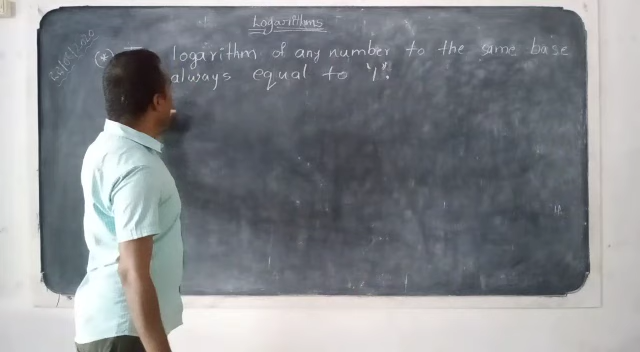 Logarithms
(*) logarithm of any number to the same base
always equal to '1'.